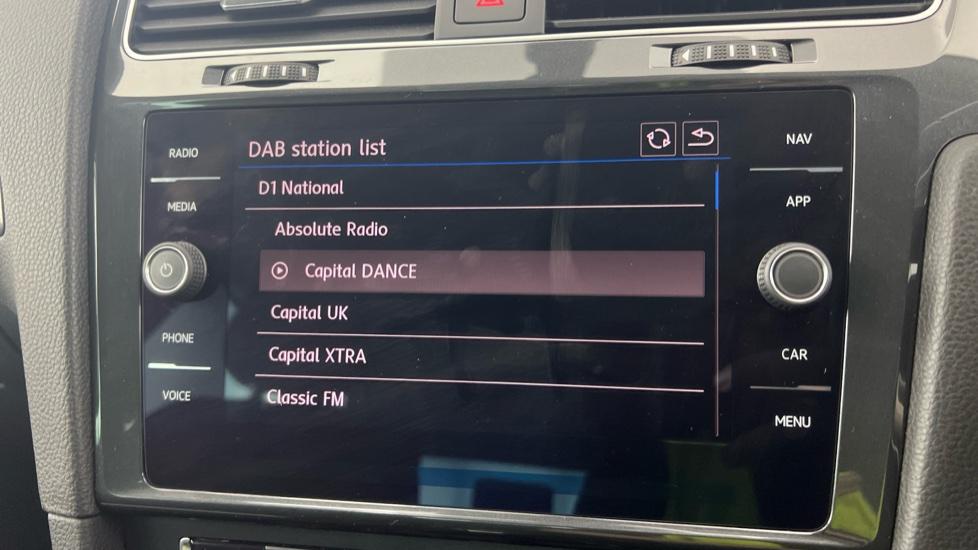 RADIO
MEDIA
PHONE
VOICE
DAB station list
D1 National
Absolute Radio
Capital DANCE
Capital UK
Capital XTRA
Classic FM
NAV
APP
CAR
MENU